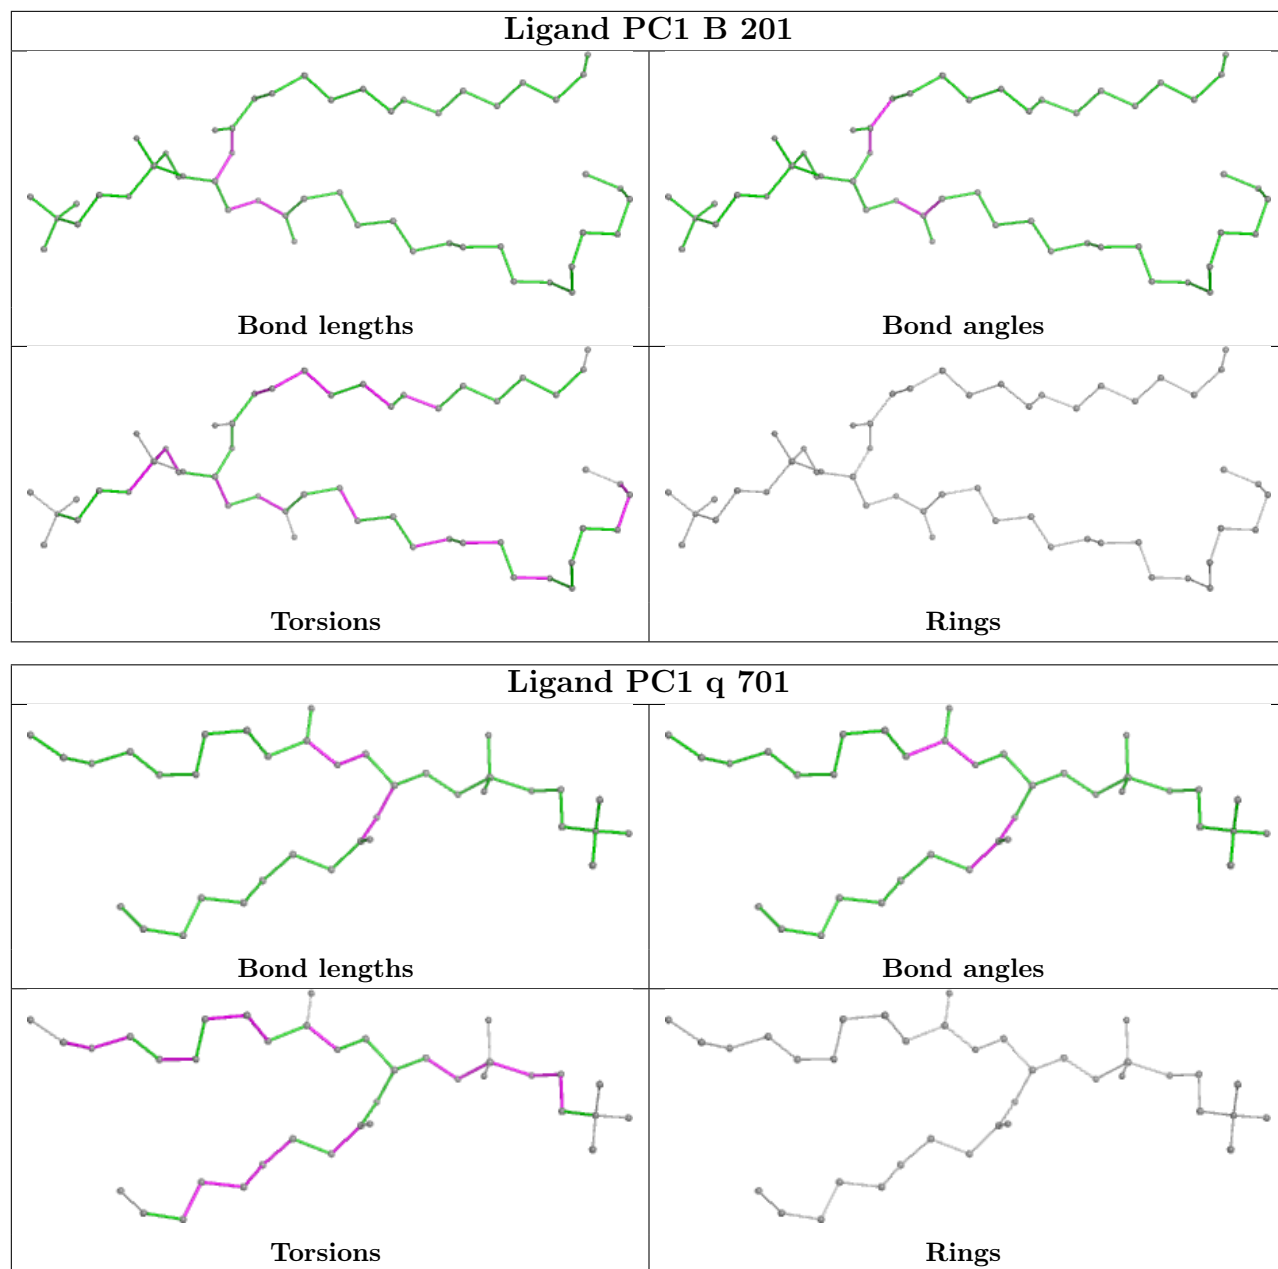 Ligand PC1 B 201
Bond lengths
Bond angles
Torsions
Rings
Ligand PC1 q 701
Bond lengths
Bond angles
Torsions
Rings